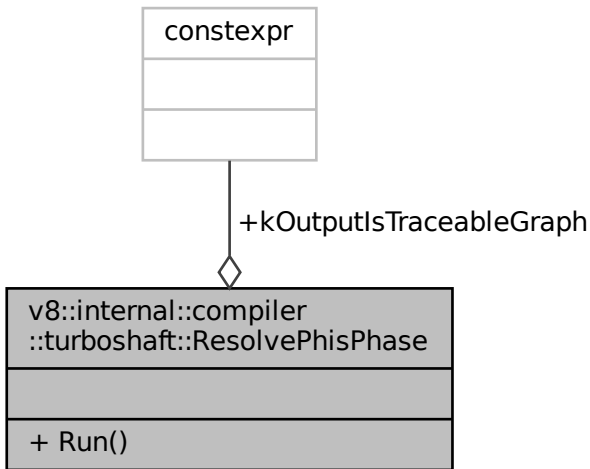 constexpr
+kOutputIsTraceableGraph
v8::internal::compiler
::turboshaft::ResolvePhisPhase
+ Run()